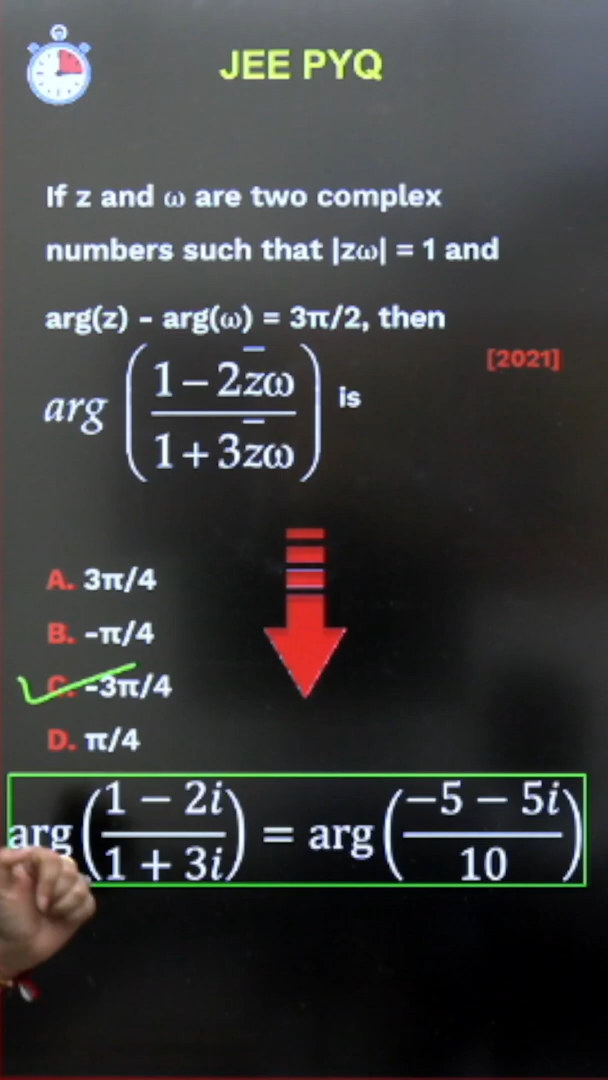 JEE PYQ
If z and ω are two complex
numbers such that |zω| = 1 and
arg(z) - arg(ω) = 3π/2, then
[2021]
arg ( (1 − 2z̅ω) / (1 + 3z̅ω) ) is
A. 3π/4
B. -π/4
C. -3π/4
D. π/4
arg ( (1 − 2i) / (1 + 3i) ) = arg ( (−5 − 5i) / 10 )